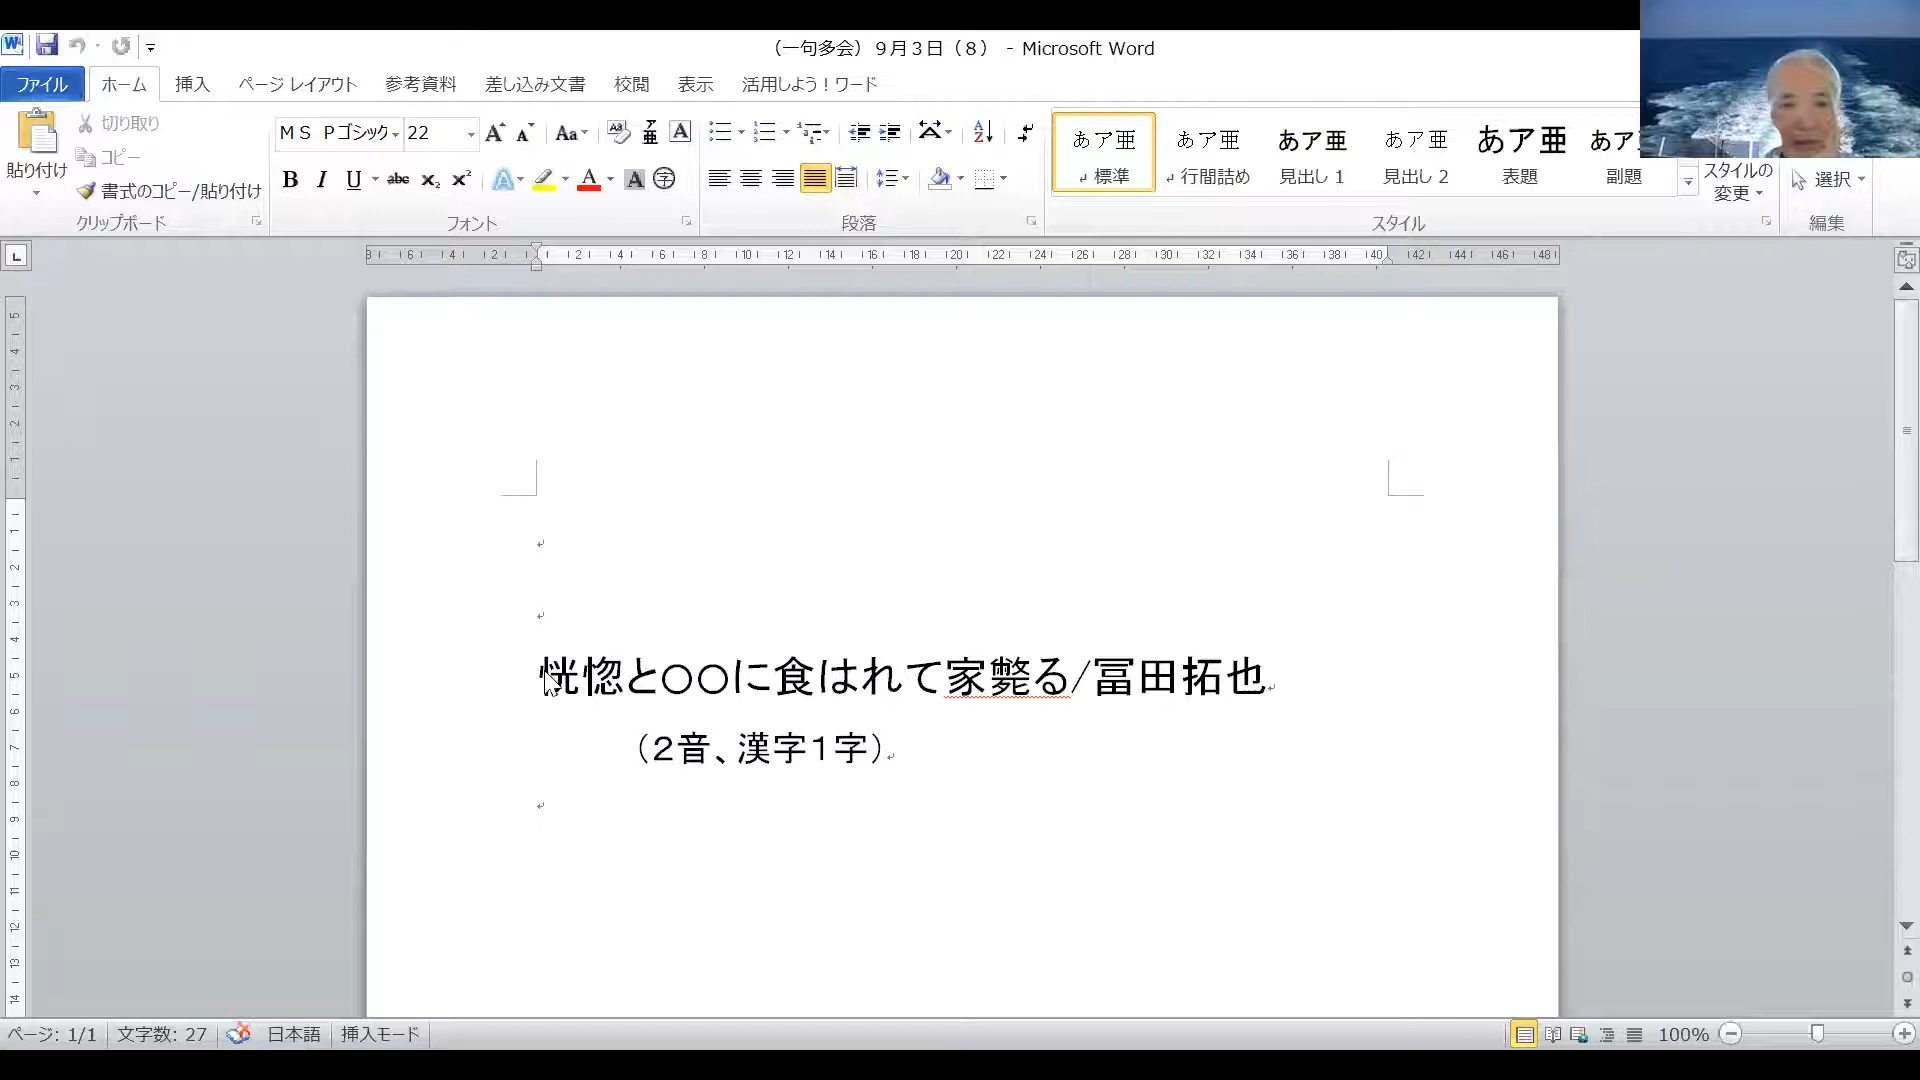 （一句多会）９月３日（８） - Microsoft Word
ファイル
ホーム
挿入
ページ レイアウト
参考資料
差し込み文書
校閲
表示
活用しよう！ワード
貼り付け
切り取り
コピー
書式のコピー/貼り付け
クリップボード
ＭＳ Ｐゴシック
22
フォント
段落
あア亜
標準
あア亜
行間詰め
あア亜
見出し 1
あア亜
見出し 2
あア亜
表題
副題
スタイル
スタイルの
変更
選択
編集
恍惚と○○に食はれて家斃る/冨田拓也
（２音、漢字１字）
ページ: 1/1
文字数: 27
日本語
挿入モード
100%